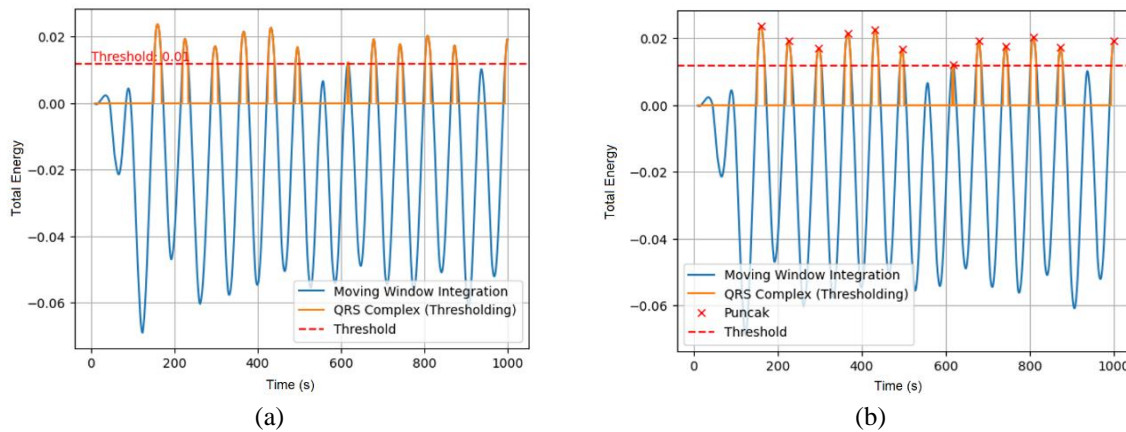 0.02
0.00
−0.02
−0.04
−0.06
Total Energy
Threshold: 0.01
Moving Window Integration
QRS Complex (Thresholding)
Threshold
0 200 400 600 800 1000
Time (s)
(a)
0.02
0.00
−0.02
−0.04
−0.06
Total Energy
Moving Window Integration
QRS Complex (Thresholding)
Puncak
Threshold
0 200 400 600 800 1000
Time (s)
(b)